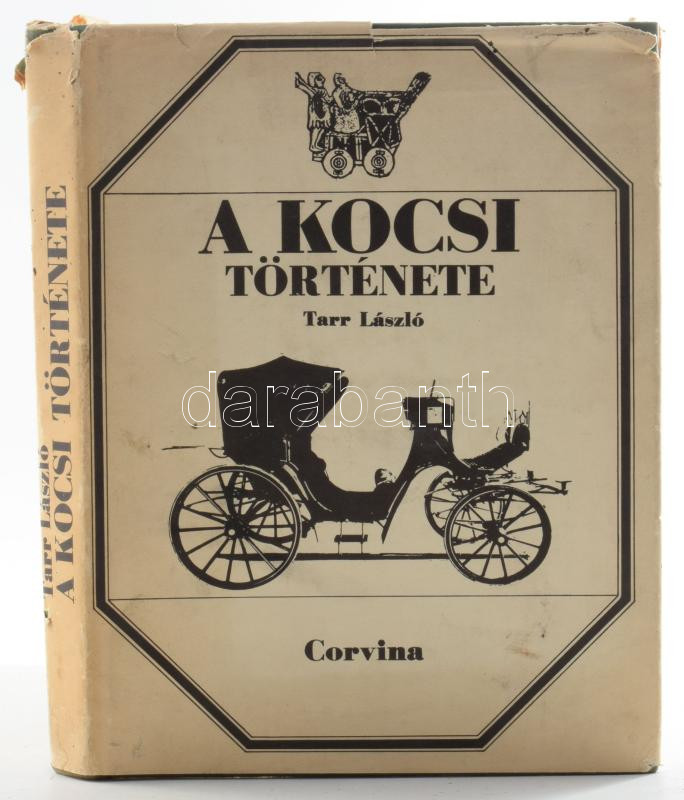 A KOCSI
TÖRTÉNETE
Tarr László
darabanth
Corvina
Tarr László
A KOCSI TÖRTÉNETE